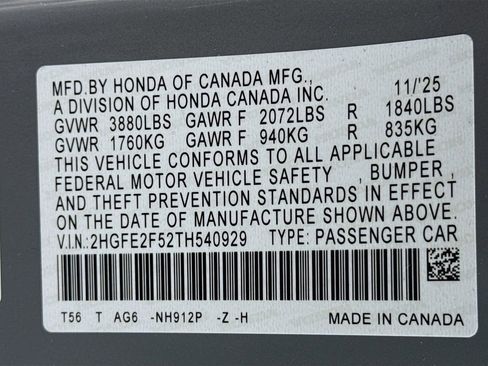 MFD.BY HONDA OF CANADA MFG.,
A DIVISION OF HONDA CANADA INC. 11/'25
GVWR 3880LBS GAWR F 2072LBS R 1840LBS
GVWR 1760KG GAWR F 940KG R 835KG
THIS VEHICLE CONFORMS TO ALL APPLICABLE
FEDERAL MOTOR VEHICLE SAFETY , BUMPER ,
AND THEFT PREVENTION STANDARDS IN EFFECT
ON THE DATE OF MANUFACTURE SHOWN ABOVE.
V.I.N.: 2HGFE2F52TH540929 TYPE: PASSENGER CAR
T56 T AG6 -NH912P -Z -H MADE IN CANADA